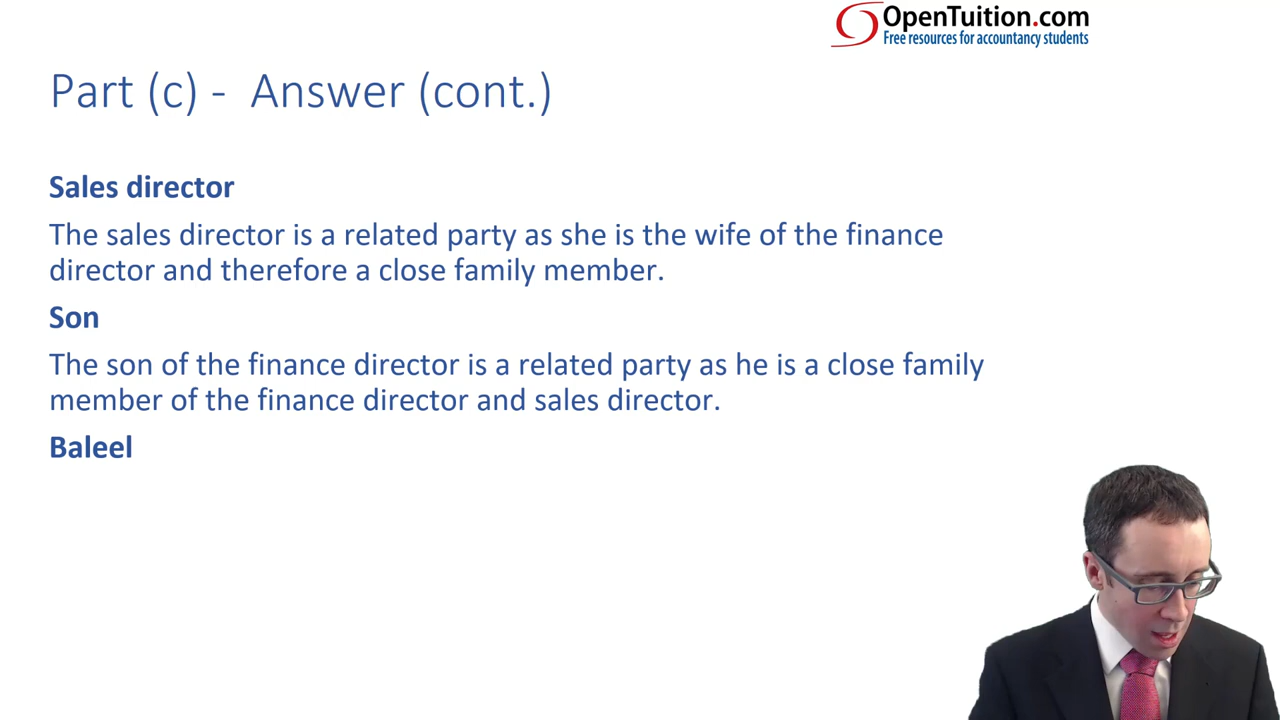 OpenTuition.com
Free resources for accountancy students
Part (c) - Answer (cont.)
Sales director
The sales director is a related party as she is the wife of the finance
director and therefore a close family member.
Son
The son of the finance director is a related party as he is a close family
member of the finance director and sales director.
Baleel